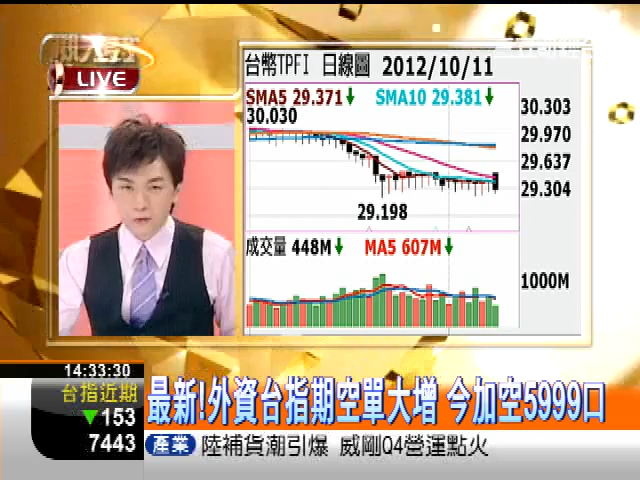 LIVE
台幣TPFI 日線圖 2012/10/11
SMA5 29.371↓ SMA10 29.381↓
30.030
30.303
29.970
29.637
29.304
29.198
成交量 448M↓ MA5 607M↓
1000M
14:33:30
台指近期
▼153
7443
最新!外資台指期空單大增 今加空5999口
產業 陸補貨潮引爆 威剛Q4營運點火